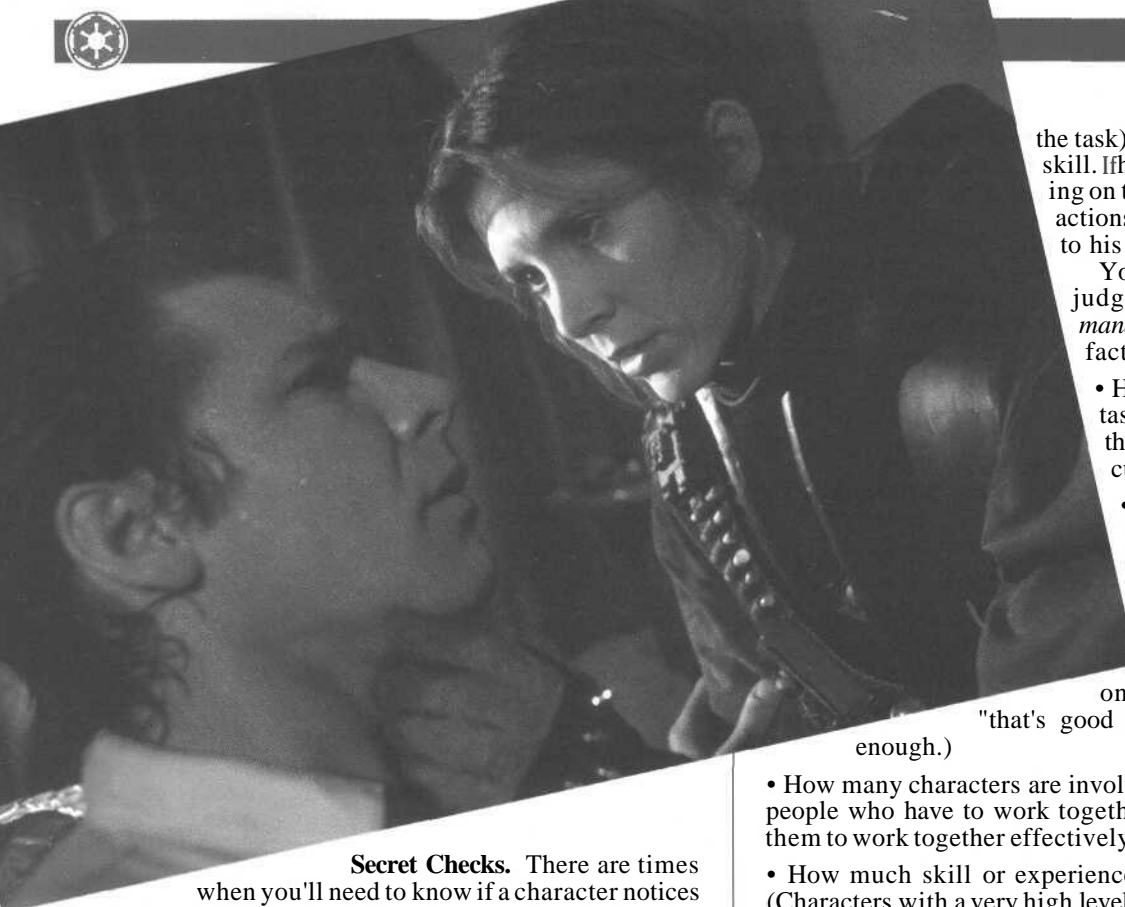 Secret Checks. There are times
when you'll need to know if a character notices
the task)
skill. If
ing on
actions
to his
judg
man
fact
• H
tas
th
cu
•
on
"that's good
enough.)
• How many characters are invol
people who have to work togeth
them to work together effectively
• How much skill or experience
(Characters with a very high level